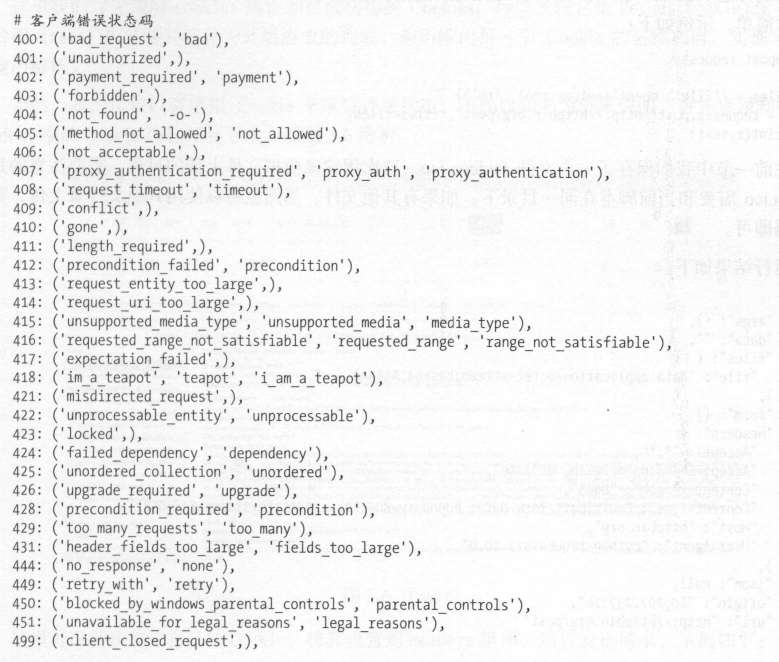 # 客户端错误状态码
400: ('bad_request', 'bad'),
401: ('unauthorized',),
402: ('payment_required', 'payment'),
403: ('forbidden',),
404: ('not_found', '-o-'),
405: ('method_not_allowed', 'not_allowed'),
406: ('not_acceptable',),
407: ('proxy_authentication_required', 'proxy_auth', 'proxy_authentication'),
408: ('request_timeout', 'timeout'),
409: ('conflict',),
410: ('gone',),
411: ('length_required',),
412: ('precondition_failed', 'precondition'),
413: ('request_entity_too_large',),
414: ('request_uri_too_large',),
415: ('unsupported_media_type', 'unsupported_media', 'media_type'),
416: ('requested_range_not_satisfiable', 'requested_range', 'range_not_satisfiable'),
417: ('expectation_failed',),
418: ('im_a_teapot', 'teapot', 'i_am_a_teapot'),
421: ('misdirected_request',),
422: ('unprocessable_entity', 'unprocessable'),
423: ('locked',),
424: ('failed_dependency', 'dependency'),
425: ('unordered_collection', 'unordered'),
426: ('upgrade_required', 'upgrade'),
428: ('precondition_required', 'precondition'),
429: ('too_many_requests', 'too_many'),
431: ('header_fields_too_large', 'fields_too_large'),
444: ('no_response', 'none'),
449: ('retry_with', 'retry'),
450: ('blocked_by_windows_parental_controls', 'parental_controls'),
451: ('unavailable_for_legal_reasons', 'legal_reasons'),
499: ('client_closed_request',),